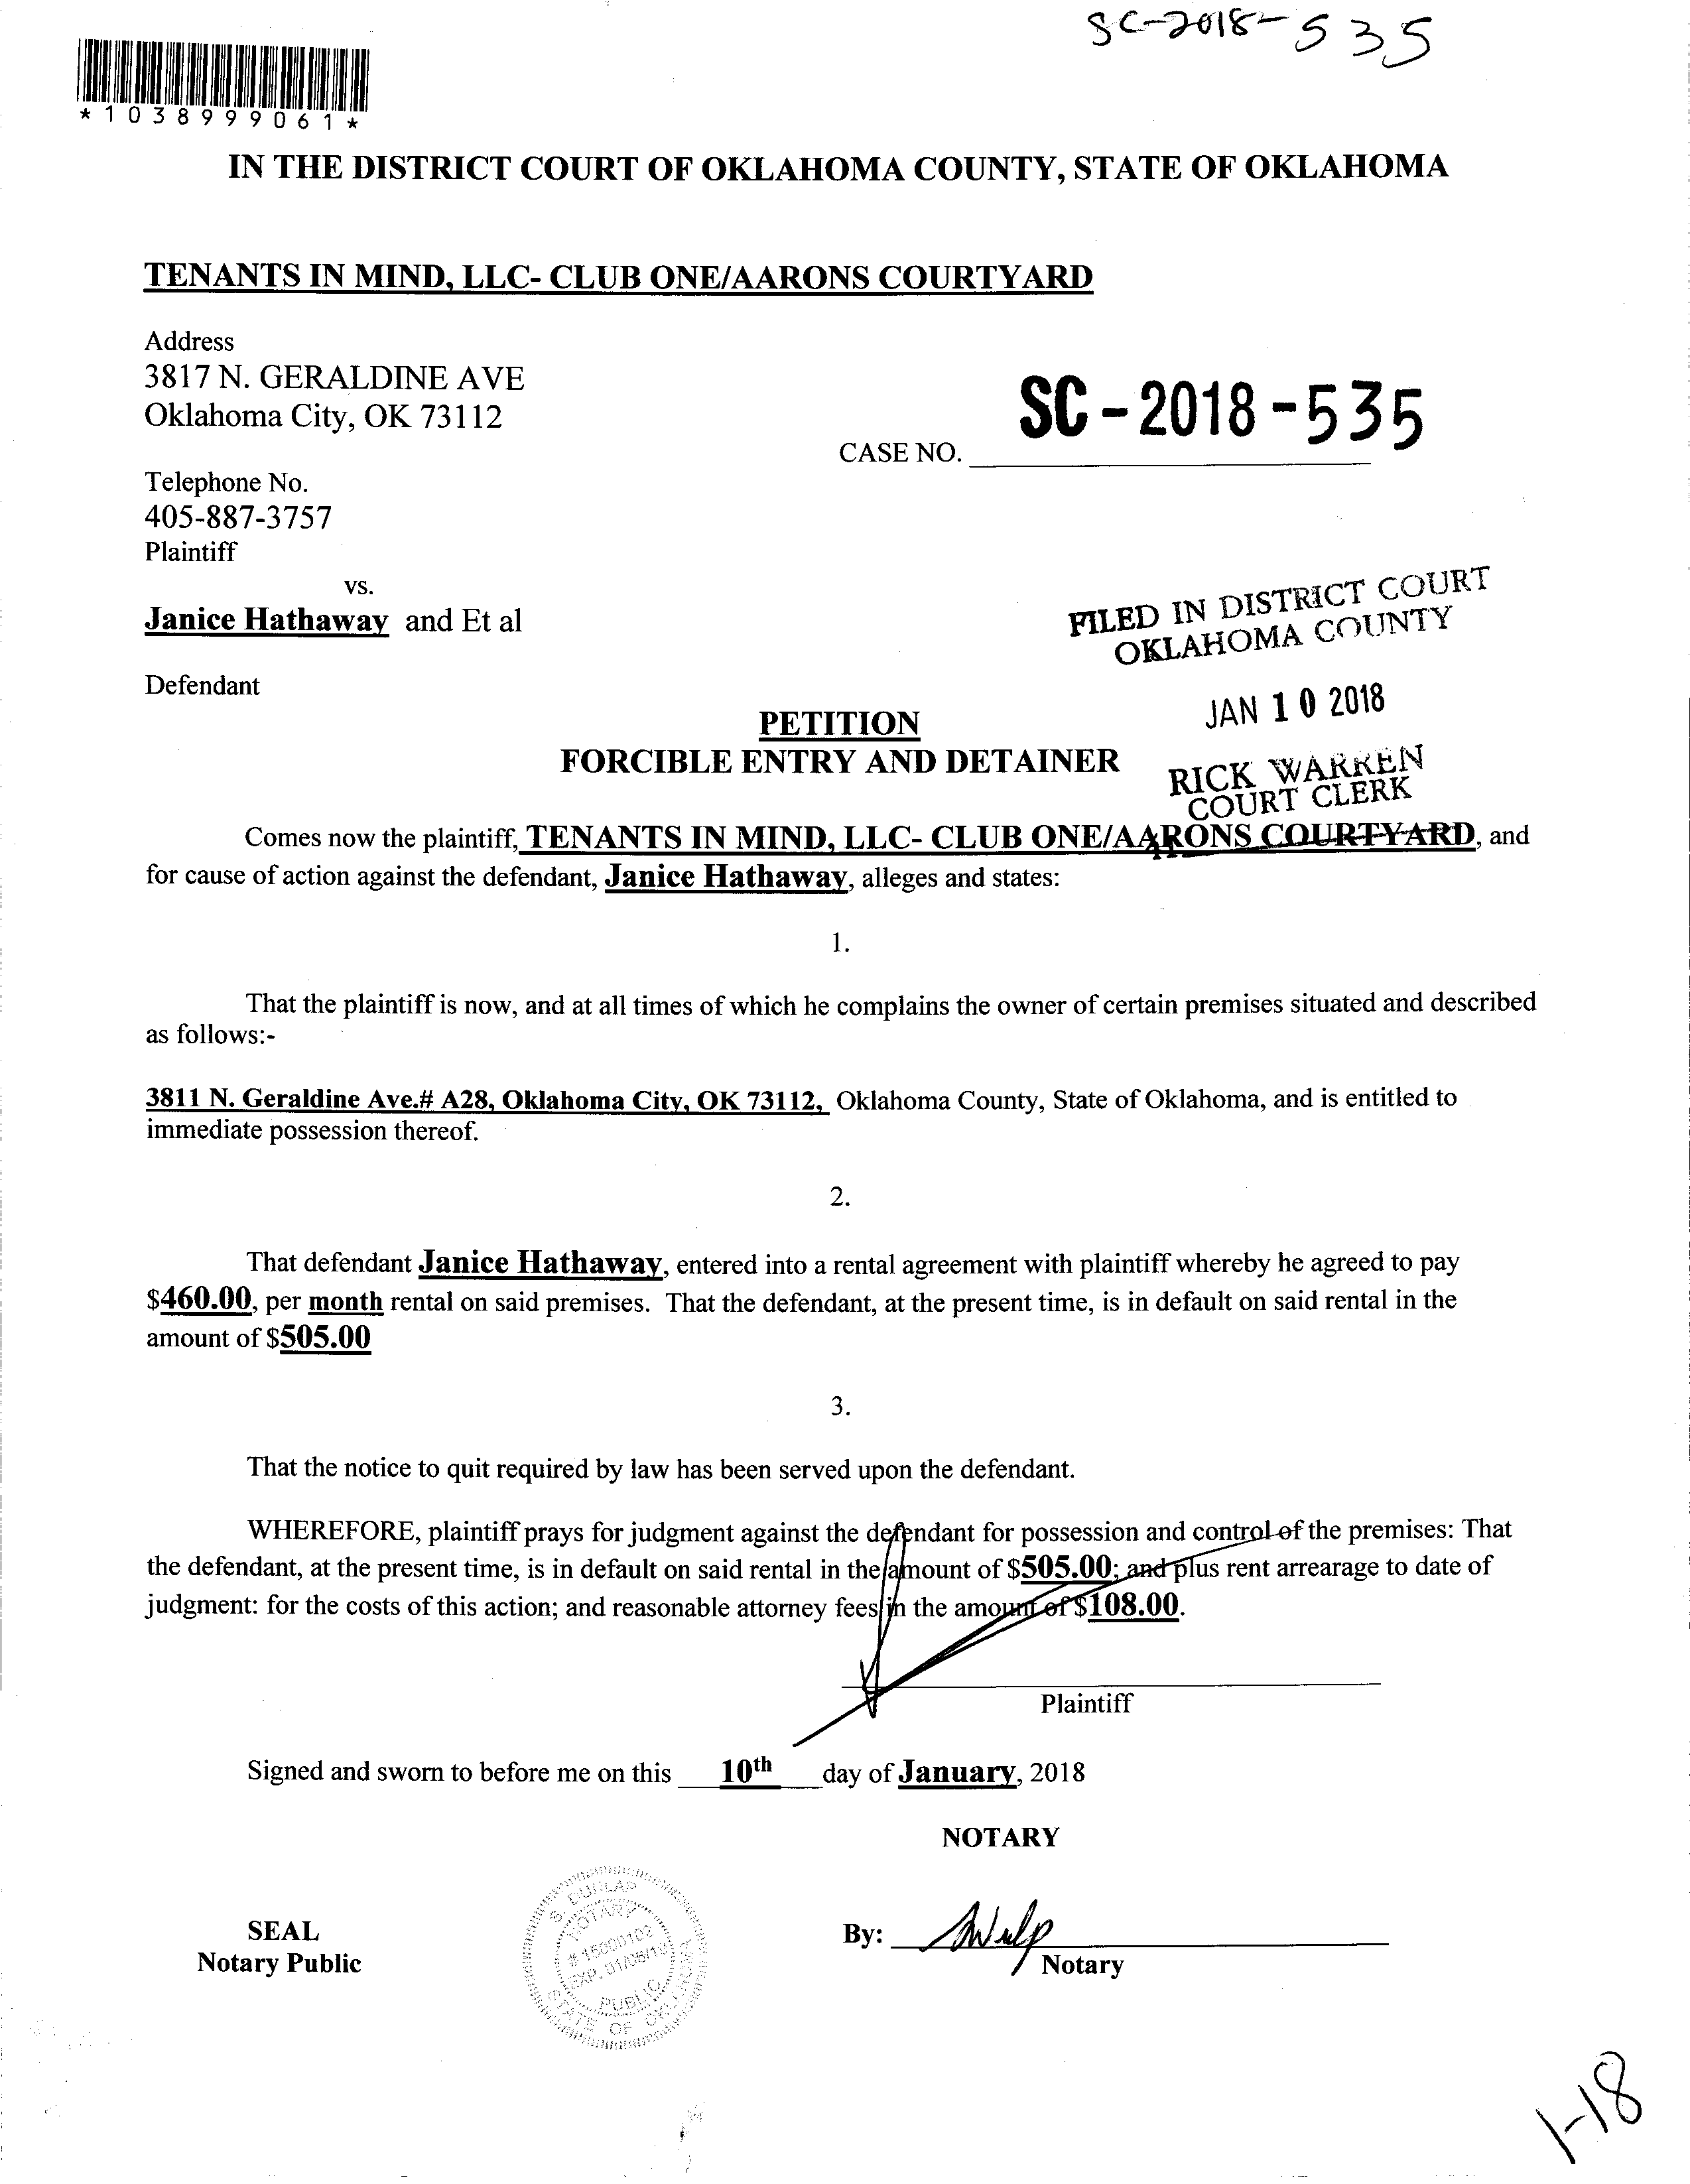 SC-2018-535
*1038999061*
IN THE DISTRICT COURT OF OKLAHOMA COUNTY, STATE OF OKLAHOMA
TENANTS IN MIND, LLC- CLUB ONE/AARONS COURTYARD
Address
3817 N. GERALDINE AVE
Oklahoma City, OK 73112
SC-2018-535
CASE NO.
Telephone No.
405-887-3757
Plaintiff
vs.
Janice Hathaway and Et al
Defendant
FILED IN DISTRICT COURT
OKLAHOMA COUNTY
JAN 10 2018
RICK WARREN
COURT CLERK
PETITION
FORCIBLE ENTRY AND DETAINER
Comes now the plaintiff, TENANTS IN MIND, LLC- CLUB ONE/AARONS COURTYARD, and
for cause of action against the defendant, Janice Hathaway, alleges and states:
1.
That the plaintiff is now, and at all times of which he complains the owner of certain premises situated and described
as follows:-
3811 N. Geraldine Ave.# A28, Oklahoma City, OK 73112, Oklahoma County, State of Oklahoma, and is entitled to
immediate possession thereof.
2.
That defendant Janice Hathaway, entered into a rental agreement with plaintiff whereby he agreed to pay
$460.00, per month rental on said premises. That the defendant, at the present time, is in default on said rental in the
amount of $505.00
3.
That the notice to quit required by law has been served upon the defendant.
WHEREFORE, plaintiff prays for judgment against the defendant for possession and control of the premises: That
the defendant, at the present time, is in default on said rental in the amount of $505.00; and plus rent arrearage to date of
judgment: for the costs of this action; and reasonable attorney fees in the amount of $108.00.
Plaintiff
Signed and sworn to before me on this 10th day of January, 2018
NOTARY
SEAL
Notary Public
S. DUNLAP
NOTARY
# 15000102
EXP. 01/06/19
PUBLIC
STATE OF OKLAHOMA
By:
Notary
1-18